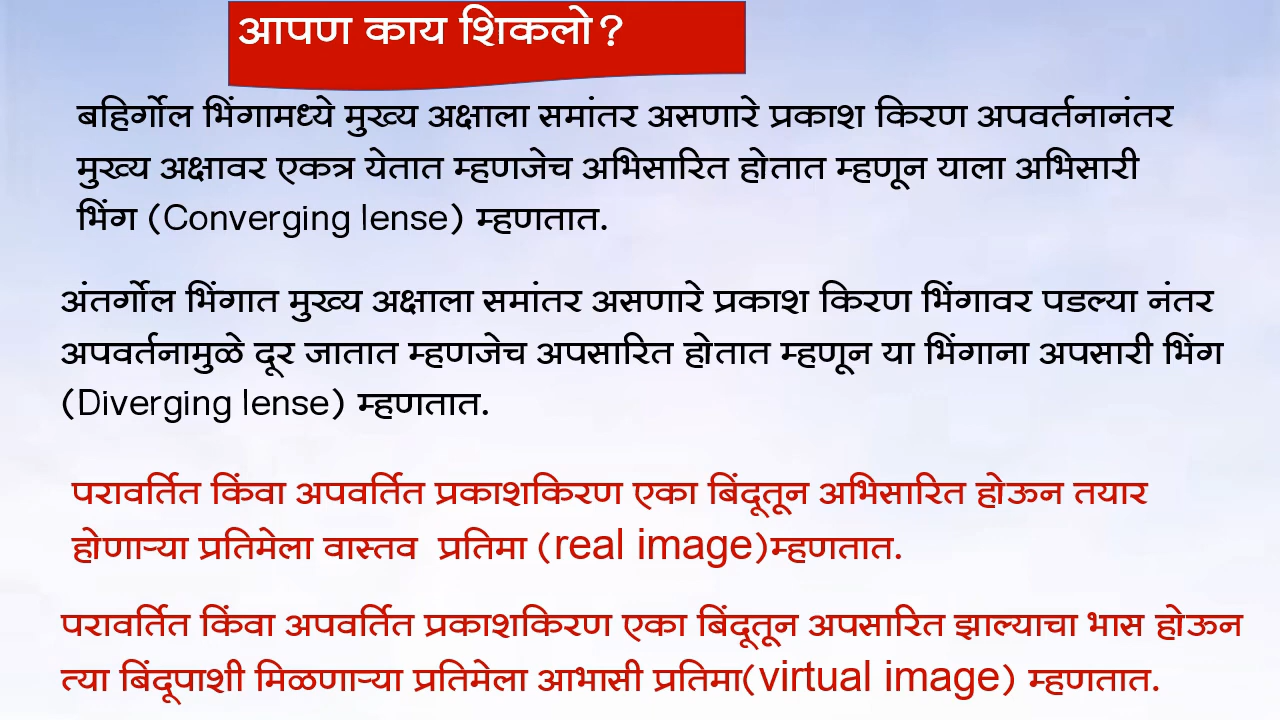 आपण काय शिकलो?
बहिर्गोल भिंगामध्ये मुख्य अक्षाला समांतर असणारे प्रकाश किरण अपवर्तनानंतर
मुख्य अक्षावर एकत्र येतात म्हणजेच अभिसारित होतात म्हणून याला अभिसारी
भिंग (Converging lense) म्हणतात.
अंतर्गोल भिंगात मुख्य अक्षाला समांतर असणारे प्रकाश किरण भिंगावर पडल्या नंतर
अपवर्तनामुळे दूर जातात म्हणजेच अपसारित होतात म्हणून या भिंगाना अपसारी भिंग
(Diverging lense) म्हणतात.
परावर्तित किंवा अपवर्तित प्रकाशकिरण एका बिंदूतून अभिसारित होऊन तयार
होणाऱ्या प्रतिमेला वास्तव प्रतिमा (real image)म्हणतात.
परावर्तित किंवा अपवर्तित प्रकाशकिरण एका बिंदूतून अपसारित झाल्याचा भास होऊन
त्या बिंदूपाशी मिळणाऱ्या प्रतिमेला आभासी प्रतिमा(virtual image) म्हणतात.